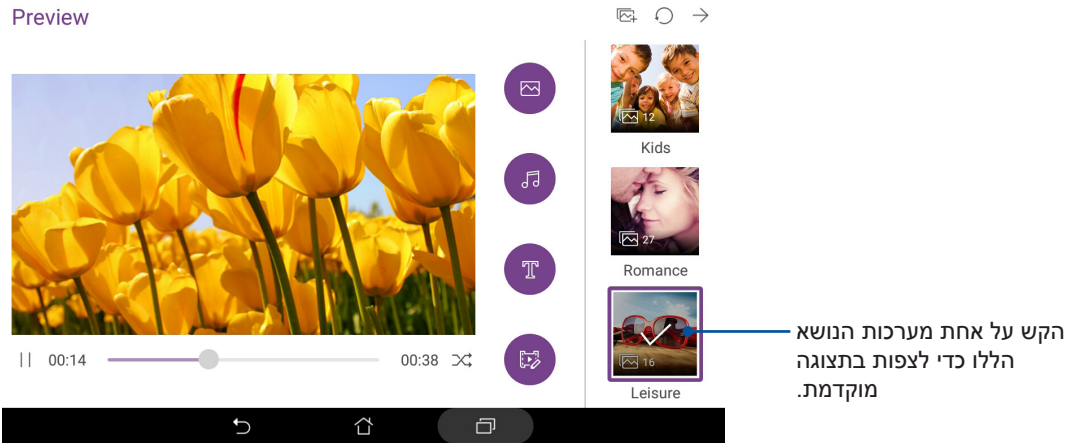 Preview
12
Kids
27
Romance
16
Leisure
00:14
00:38
T
הקש על אחת מערכות הנושא
הללו כדי לצפות בתצוגה
מוקדמת.